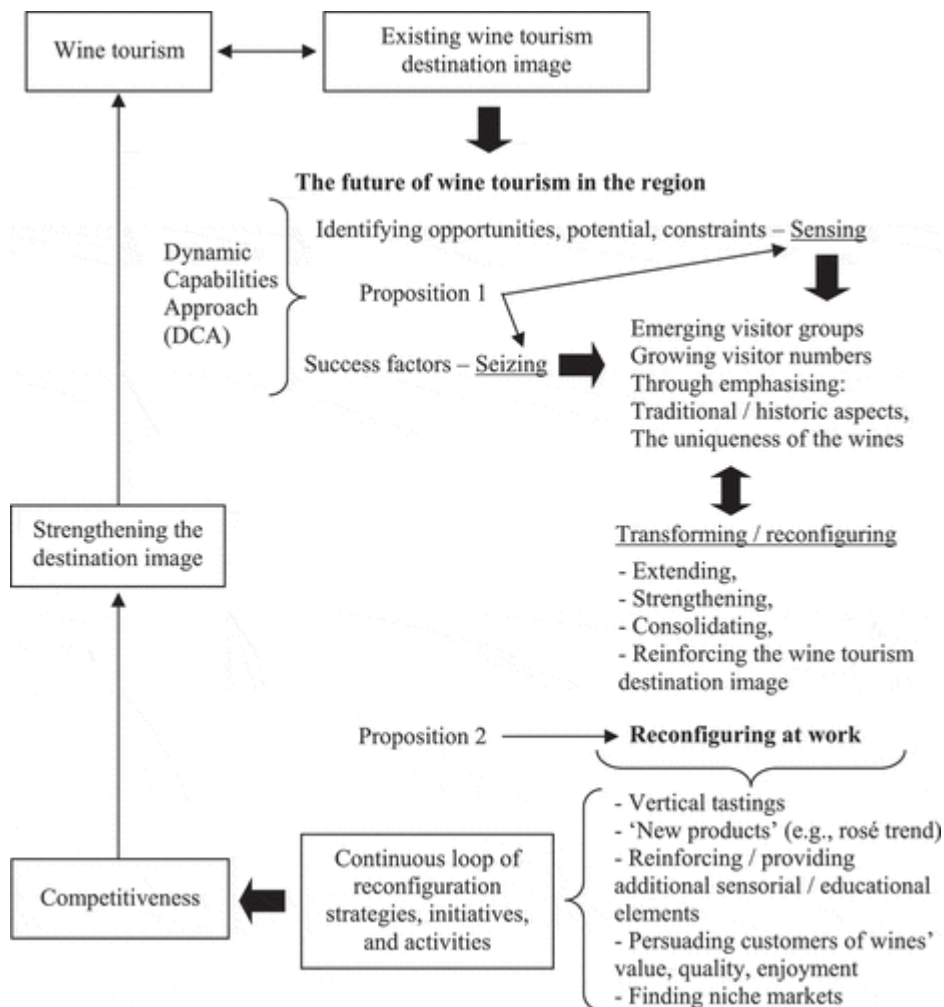 Wine tourism
Existing wine tourism
destination image
The future of wine tourism in the region
Identifying opportunities, potential, constraints – Sensing
Dynamic
Capabilities
Approach
(DCA)
Proposition 1
Success factors – Seizing
Emerging visitor groups
Growing visitor numbers
Through emphasising:
Traditional / historic aspects,
The uniqueness of the wines
Strengthening the
destination image
Transforming / reconfiguring
- Extending,
- Strengthening,
- Consolidating,
- Reinforcing the wine tourism
destination image
Proposition 2
Reconfiguring at work
- Vertical tastings
- ‘New products’ (e.g., rosé trend)
- Reinforcing / providing
additional sensorial / educational
elements
- Persuading customers of wines’
value, quality, enjoyment
- Finding niche markets
Continuous loop of
reconfiguration
strategies, initiatives,
and activities
Competitiveness